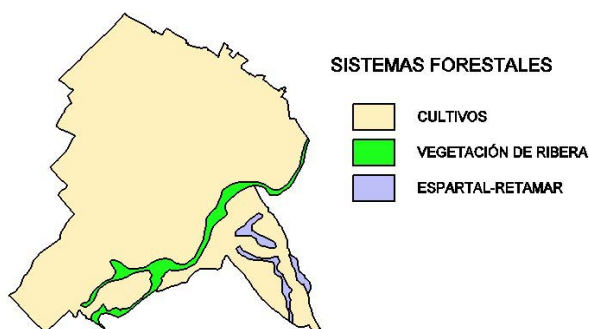 SISTEMAS FORESTALES
CULTIVOS
VEGETACIÓN DE RIBERA
ESPARTAL-RETAMAR